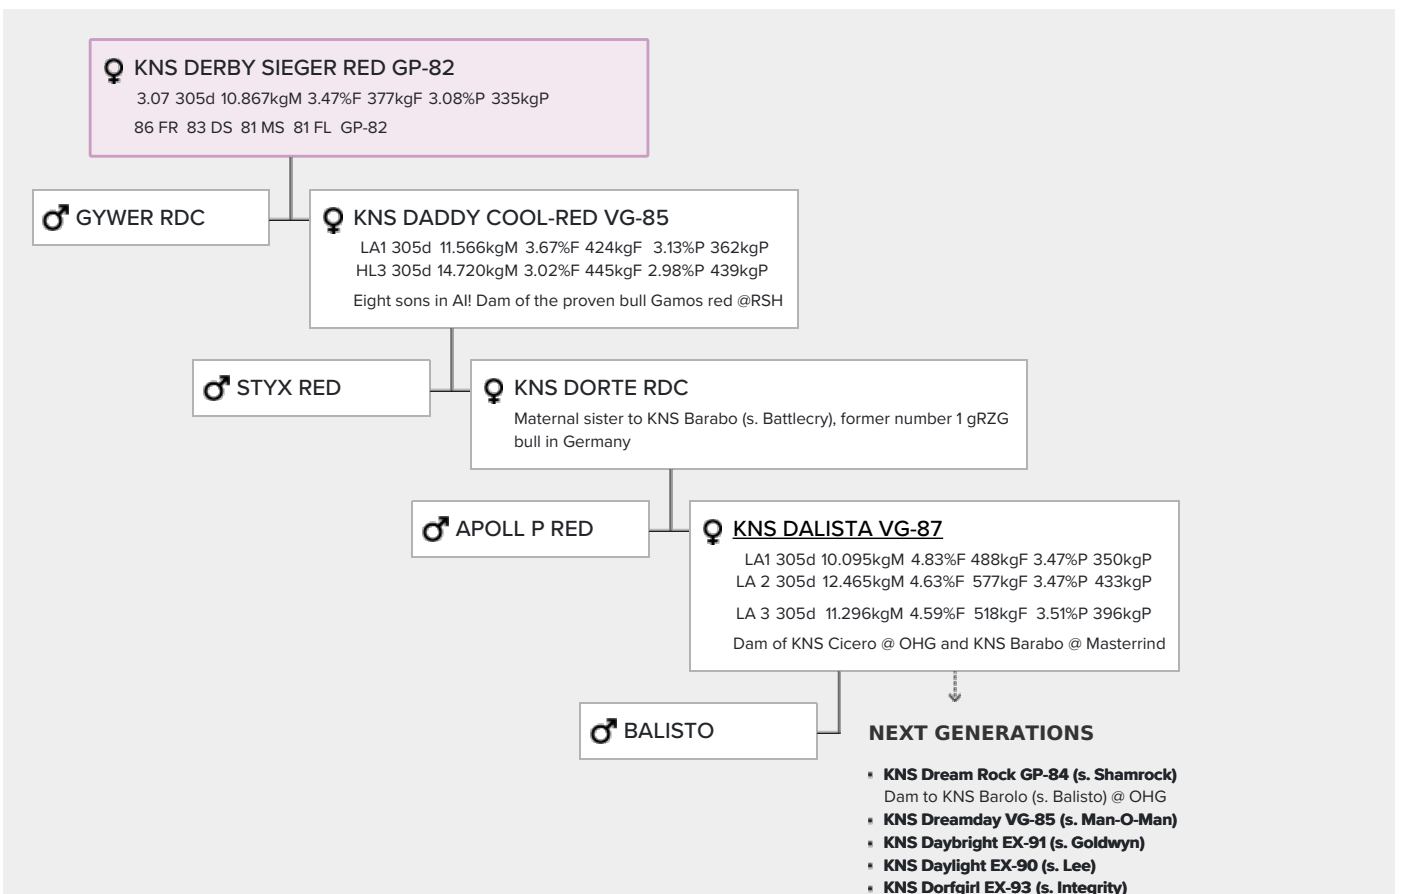 KNS DERBY SIEGER RED GP-82
3.07 305d 10.867kgM 3.47%F 377kgF 3.08%P 335kgP
86 FR 83 DS 81 MS 81 FL GP-82
GYWER RDC
KNS DADDY COOL-RED VG-85
LA1 305d 11.566kgM 3.67%F 424kgF 3.13%P 362kgP
HL3 305d 14.720kgM 3.02%F 445kgF 2.98%P 439kgP
Eight sons in AI! Dam of the proven bull Gamos red @RSH
STYX RED
KNS DORTE RDC
Maternal sister to KNS Barabo (s. Battlecry), former number 1 gRZG
bull in Germany
APOLL P RED
KNS DALISTA VG-87
LA1 305d 10.095kgM 4.83%F 488kgF 3.47%P 350kgP
LA 2 305d 12.465kgM 4.63%F 577kgF 3.47%P 433kgP
LA 3 305d 11.296kgM 4.59%F 518kgF 3.51%P 396kgP
Dam of KNS Cicero @ OHG and KNS Barabo @ Masterrind
BALISTO
NEXT GENERATIONS
KNS Dream Rock GP-84 (s. Shamrock)
Dam to KNS Barolo (s. Balisto) @ OHG
KNS Dreamday VG-85 (s. Man-O-Man)
KNS Daybright EX-91 (s. Goldwyn)
KNS Daylight EX-90 (s. Lee)
KNS Dorfgirl EX-93 (s. Integrity)